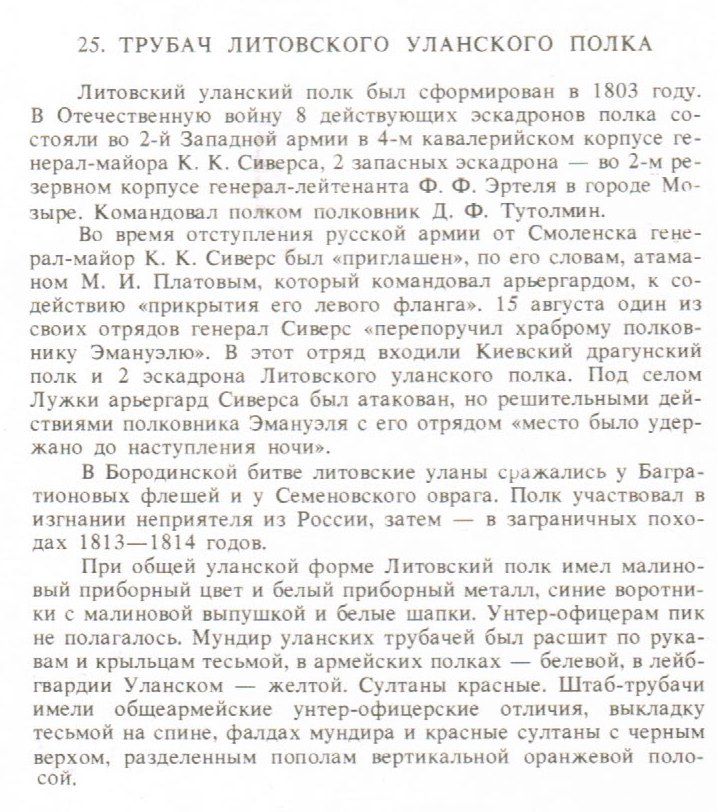 25. ТРУБАЧ ЛИТОВСКОГО УЛАНСКОГО ПОЛКА
Литовский уланский полк был сформирован в 1803 году.
В Отечественную войну 8 действующих эскадронов полка со-
стояли во 2-й Западной армии в 4-м кавалерийском корпусе ге-
нерал-майора К. К. Сиверса, 2 запасных эскадрона — во 2-м ре-
зервном корпусе генерал-лейтенанта Ф. Ф. Эртеля в городе Мо-
зыре. Командовал полком полковник Д. Ф. Тутолмин.
Во время отступления русской армии от Смоленска гене-
рал-майор К. К. Сиверс был «приглашен», по его словам, атама-
ном М. И. Платовым, который командовал арьергардом, к со-
действию «прикрытия его левого фланга». 15 августа один из
своих отрядов генерал Сиверс «перепоручил храброму полков-
нику Эмануэлю». В этот отряд входили Киевский драгунский
полк и 2 эскадрона Литовского уланского полка. Под селом
Лужки арьергард Сиверса был атакован, но решительными дей-
ствиями полковника Эмануэля с его отрядом «место было удер-
жано до наступления ночи».
В Бородинской битве литовские уланы сражались у Багра-
тионовых флешей и у Семеновского оврага. Полк участвовал в
изгнании неприятеля из России, затем — в заграничных похо-
дах 1813—1814 годов.
При общей уланской форме Литовский полк имел малино-
вый приборный цвет и белый приборный металл, синие воротни-
ки с малиновой выпушкой и белые шапки. Унтер-офицерам пик
не полагалось. Мундир уланских трубачей был расшит по рука-
вам и крыльцам тесьмой, в армейских полках — белевой, в лейб-
гвардии Уланском — желтой. Султаны красные. Штаб-трубачи
имели общеармейские унтер-офицерские отличия, выкладку
тесьмой на спине, фалдах мундира и красные султаны с черным
верхом, разделенным пополам вертикальной оранжевой поло-
сой.